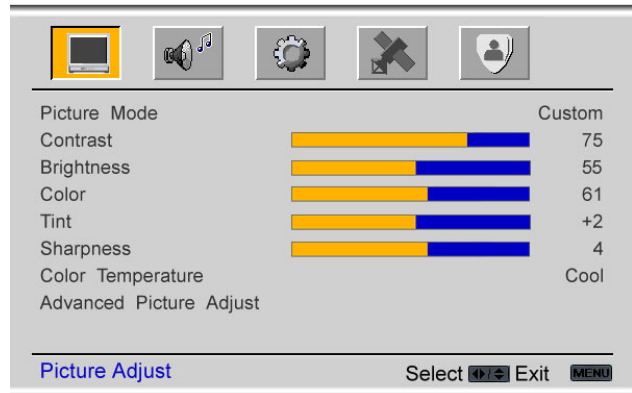 Picture Mode Custom
Contrast 75
Brightness 55
Color 61
Tint +2
Sharpness 4
Color Temperature Cool
Advanced Picture Adjust
Picture Adjust Select Exit MENU